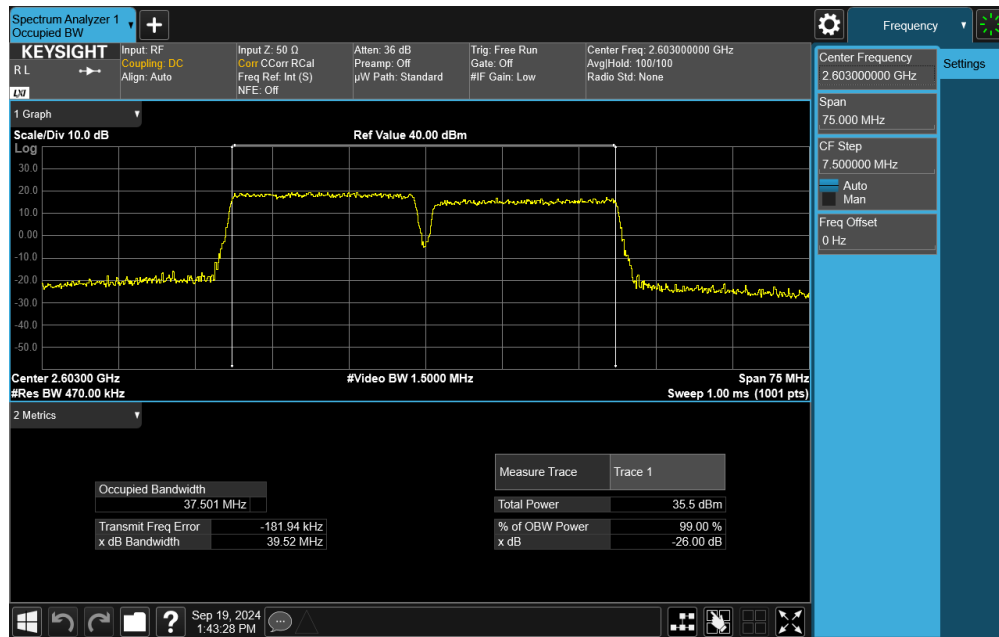 Spectrum Analyzer 1
Occupied BW
Frequency
KEYSIGHT
R L
LXI
Input: RF
Coupling: DC
Align: Auto
Input Z: 50 Ω
Corr CCorr RCal
Freq Ref: Int (S)
NFE: Off
Atten: 36 dB
Preamp: Off
µW Path: Standard
Trig: Free Run
Gate: Off
#IF Gain: Low
Center Freq: 2.603000000 GHz
Avg|Hold: 100/100
Radio Std: None
Center Frequency
2.603000000 GHz
Settings
Span
75.000 MHz
CF Step
7.500000 MHz
Auto
Man
Freq Offset
0 Hz
1 Graph
Scale/Div 10.0 dB
Ref Value 40.00 dBm
Log
30.0
20.0
10.0
0.00
-10.0
-20.0
-30.0
-40.0
-50.0
Center 2.60300 GHz
#Video BW 1.5000 MHz
Span 75 MHz
#Res BW 470.00 kHz
Sweep 1.00 ms (1001 pts)
2 Metrics
Measure Trace
Trace 1
Occupied Bandwidth
37.501 MHz
Total Power
35.5 dBm
Transmit Freq Error
-181.94 kHz
% of OBW Power
99.00 %
x dB Bandwidth
39.52 MHz
x dB
-26.00 dB
?
Sep 19, 2024
1:43:28 PM